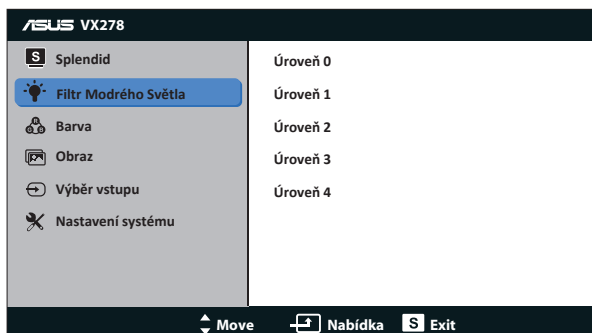 ASUS VX278
S Splendid
Filtr Modrého Světla
Barva
Obraz
Výběr vstupu
Nastavení systému
Úroveň 0
Úroveň 1
Úroveň 2
Úroveň 3
Úroveň 4
Move Nabídka S Exit